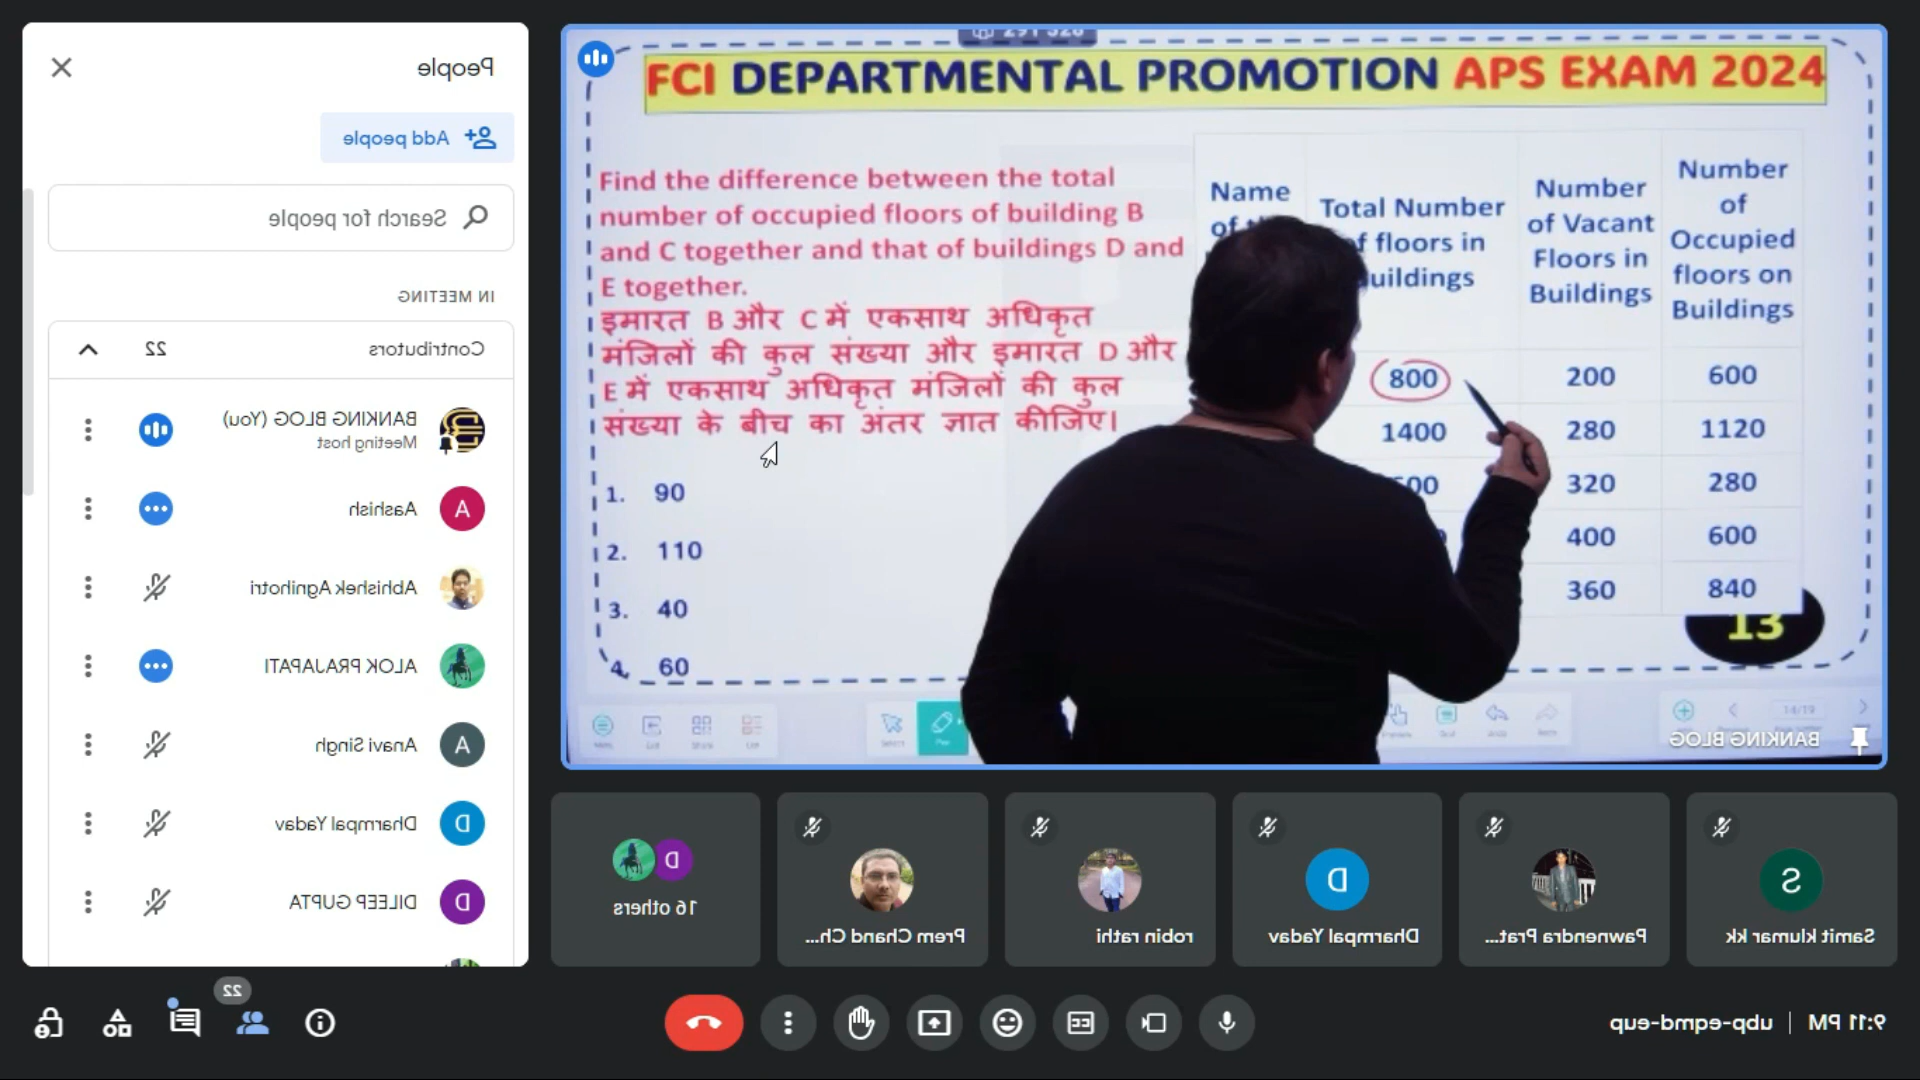 People
Add people
Search for people
IN MEETING
Contributors
22
BANKING BLOG (You)
Meeting host
A
Aashish
Abhishek Agnihotri
ALOK PRAJAPATI
A
Anavi Singh
D
Dharmpal Yadav
D
DILEEP GUPTA
FCI DEPARTMENTAL PROMOTION APS EXAM 2024
Find the difference between the total
number of occupied floors of building B
and C together and that of buildings D and
E together.
इमारत B और C में एकसाथ अधिकृत
मंजिलों की कुल संख्या और इमारत D और
E में एकसाथ अधिकृत मंजिलों की कुल
संख्या के बीच का अंतर ज्ञात कीजिए।
1. 90
2. 110
3. 40
4. 60
Name
Total Number
floors in
Number
of Vacant
Floors in
Buildings
Number
of
Occupied
floors on
Buildings
800 200 600
1400 280 1120
320 280
400 600
360 840
13
14/19
BANKING BLOG
D
16 others
Prem Chand Ch...
robin rathi
D
Dharmpal Yadav
Pawnendra Prat...
S
Samit klumar kk
22
9:11 PM | ubp-eqmd-eup